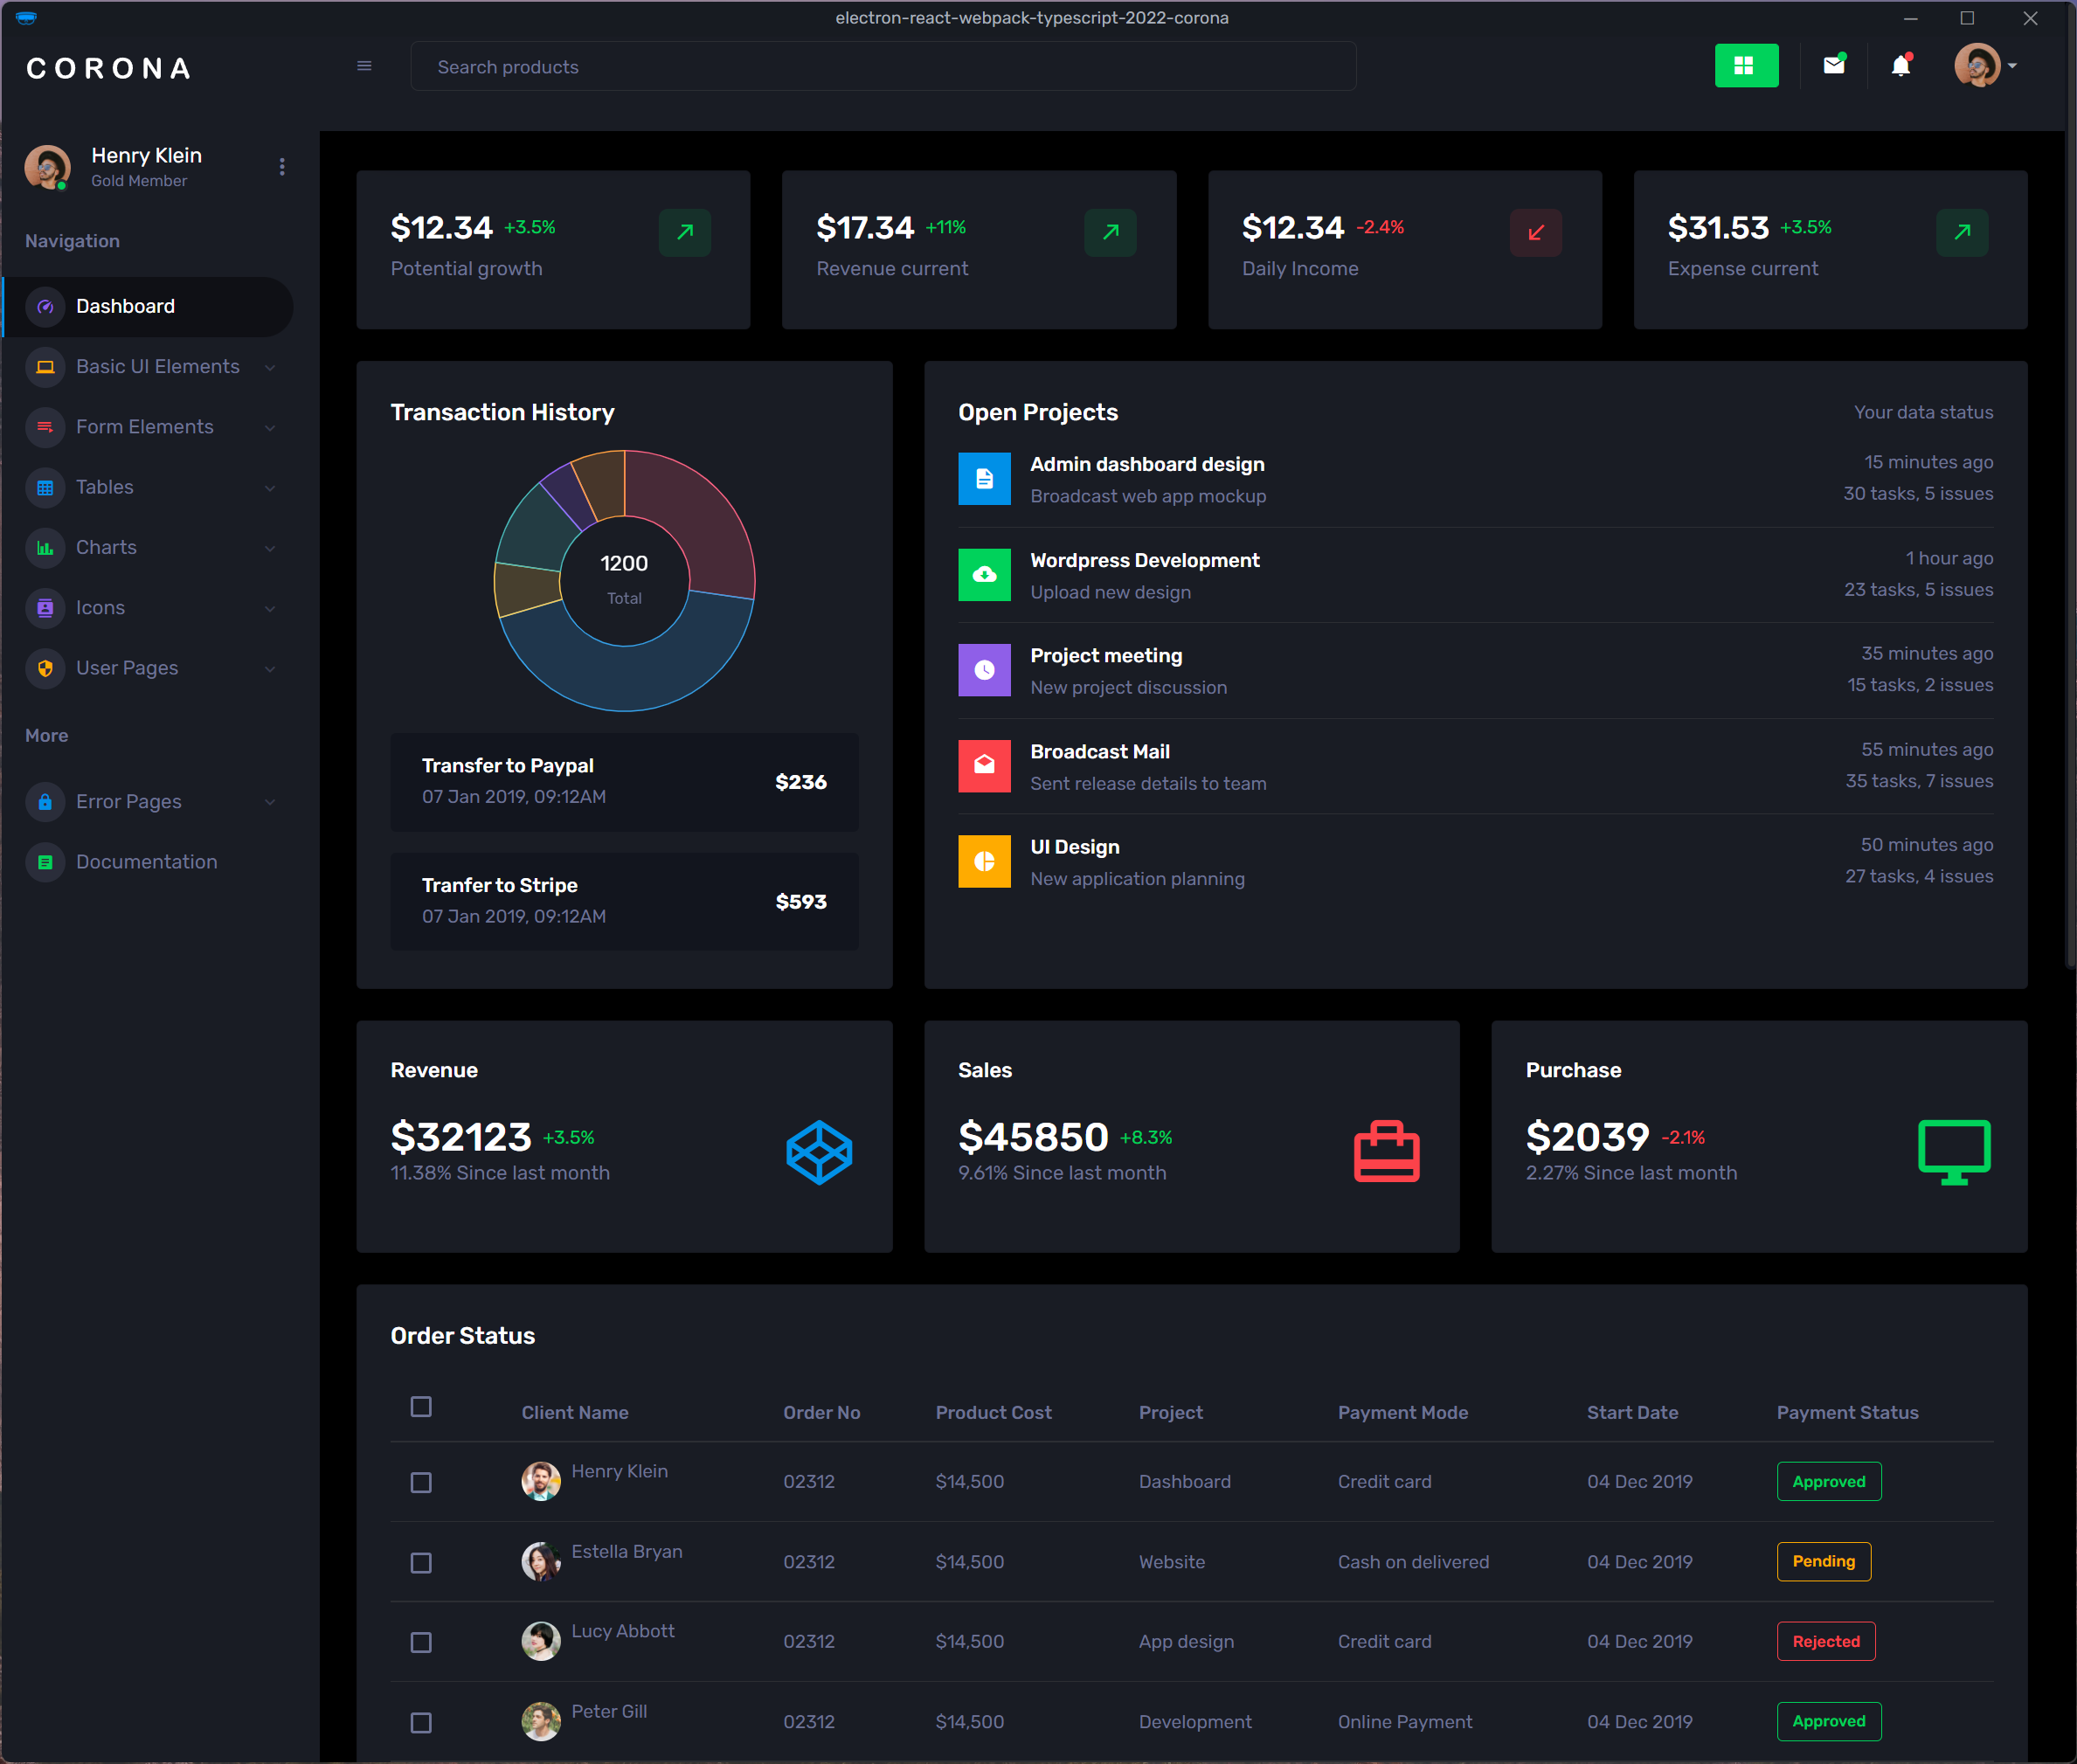 electron-react-webpack-typescript-2022-corona
CORONA
Search products
Henry Klein
Gold Member
Navigation
Dashboard
Basic UI Elements
Form Elements
Tables
Charts
Icons
User Pages
More
Error Pages
Documentation
$12.34 +3.5%
Potential growth
$17.34 +11%
Revenue current
$12.34 -2.4%
Daily Income
$31.53 +3.5%
Expense current
Transaction History
1200
Total
Transfer to Paypal
07 Jan 2019, 09:12AM
$236
Tranfer to Stripe
07 Jan 2019, 09:12AM
$593
Open Projects
Your data status
Admin dashboard design
Broadcast web app mockup
15 minutes ago
30 tasks, 5 issues
Wordpress Development
Upload new design
1 hour ago
23 tasks, 5 issues
Project meeting
New project discussion
35 minutes ago
15 tasks, 2 issues
Broadcast Mail
Sent release details to team
55 minutes ago
35 tasks, 7 issues
UI Design
New application planning
50 minutes ago
27 tasks, 4 issues
Revenue
$32123 +3.5%
11.38% Since last month
Sales
$45850 +8.3%
9.61% Since last month
Purchase
$2039 -2.1%
2.27% Since last month
Order Status
Client Name Order No Product Cost Project Payment Mode Start Date Payment Status
Henry Klein 02312 $14,500 Dashboard Credit card 04 Dec 2019 Approved
Estella Bryan 02312 $14,500 Website Cash on delivered 04 Dec 2019 Pending
Lucy Abbott 02312 $14,500 App design Credit card 04 Dec 2019 Rejected
Peter Gill 02312 $14,500 Development Online Payment 04 Dec 2019 Approved